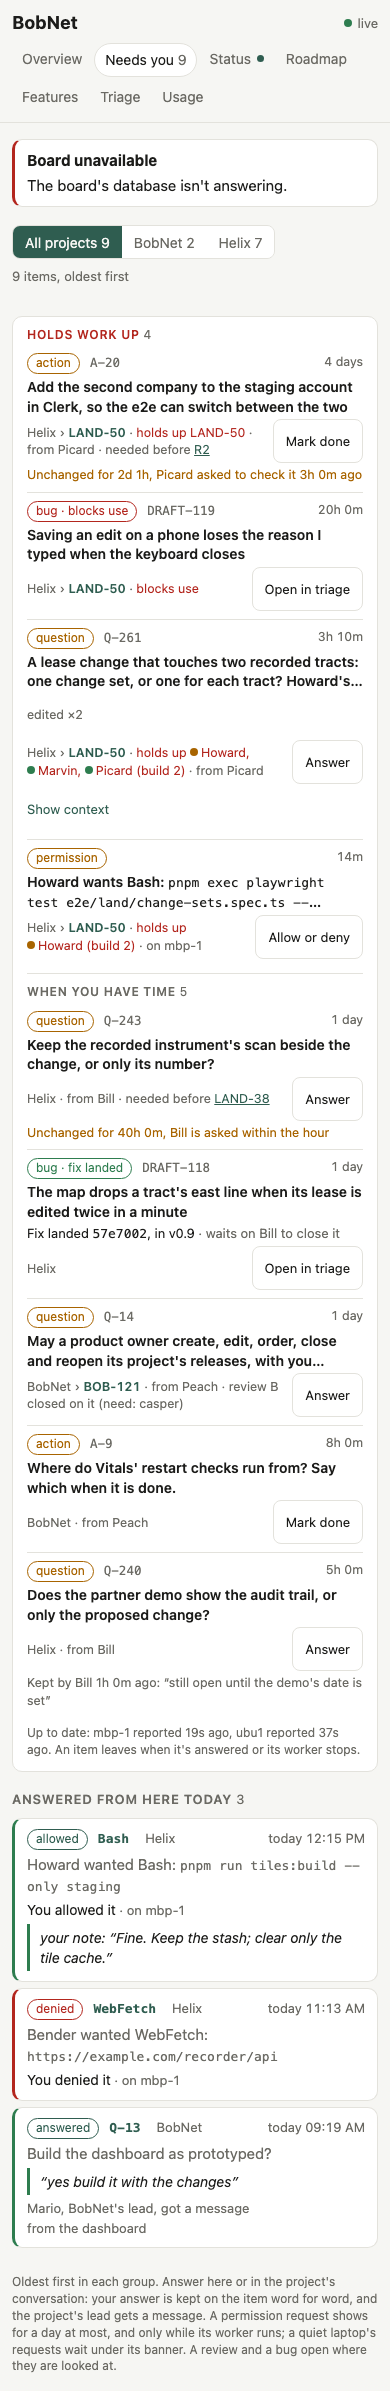 BobNet
live
Overview
Needs you 9
Status
Roadmap
Features
Triage
Usage
Board unavailable
The board's database isn't answering.
All projects 9
BobNet 2
Helix 7
9 items, oldest first
HOLDS WORK UP 4
action A-20 4 days
Add the second company to the staging account
in Clerk, so the e2e can switch between the two
Helix › LAND-50 · holds up LAND-50 ·
from Picard · needed before R2
Mark done
Unchanged for 2d 1h, Picard asked to check it 3h 0m ago
bug · blocks use DRAFT-119 20h 0m
Saving an edit on a phone loses the reason I
typed when the keyboard closes
Helix › LAND-50 · blocks use
Open in triage
question Q-261 3h 10m
A lease change that touches two recorded tracts:
one change set, or one for each tract? Howard's...
edited ×2
Helix › LAND-50 · holds up Howard,
Marvin, Picard (build 2) · from Picard
Answer
Show context
permission 14m
Howard wants Bash: pnpm exec playwright
test e2e/land/change-sets.spec.ts --...
Helix › LAND-50 · holds up
Howard (build 2) · on mbp-1
Allow or deny
WHEN YOU HAVE TIME 5
question Q-243 1 day
Keep the recorded instrument's scan beside the
change, or only its number?
Helix · from Bill · needed before LAND-38
Answer
Unchanged for 40h 0m, Bill is asked within the hour
bug · fix landed DRAFT-118 1 day
The map drops a tract's east line when its lease is
edited twice in a minute
Fix landed 57e7002, in v0.9 · waits on Bill to close it
Helix
Open in triage
question Q-14 1 day
May a product owner create, edit, order, close
and reopen its project's releases, with you...
BobNet › BOB-121 · from Peach · review B
closed on it (need: casper)
Answer
action A-9 8h 0m
Where do Vitals' restart checks run from? Say
which when it is done.
BobNet · from Peach
Mark done
question Q-240 5h 0m
Does the partner demo show the audit trail, or
only the proposed change?
Helix · from Bill
Answer
Kept by Bill 1h 0m ago: “still open until the demo's date is
set”
Up to date: mbp-1 reported 19s ago, ubu1 reported 37s
ago. An item leaves when it's answered or its worker stops.
ANSWERED FROM HERE TODAY 3
allowed Bash Helix today 12:15 PM
Howard wanted Bash: pnpm run tiles:build --
only staging
You allowed it · on mbp-1
your note: “Fine. Keep the stash; clear only the
tile cache.”
denied WebFetch Helix today 11:13 AM
Bender wanted WebFetch:
https://example.com/recorder/api
You denied it · on mbp-1
answered Q-13 BobNet today 09:19 AM
Build the dashboard as prototyped?
“yes build it with the changes”
Mario, BobNet's lead, got a message
from the dashboard
Oldest first in each group. Answer here or in the project's
conversation: your answer is kept on the item word for word, and
the project's lead gets a message. A permission request shows
for a day at most, and only while its worker runs; a quiet laptop's
requests wait under its banner. A review and a bug open where
they are looked at.